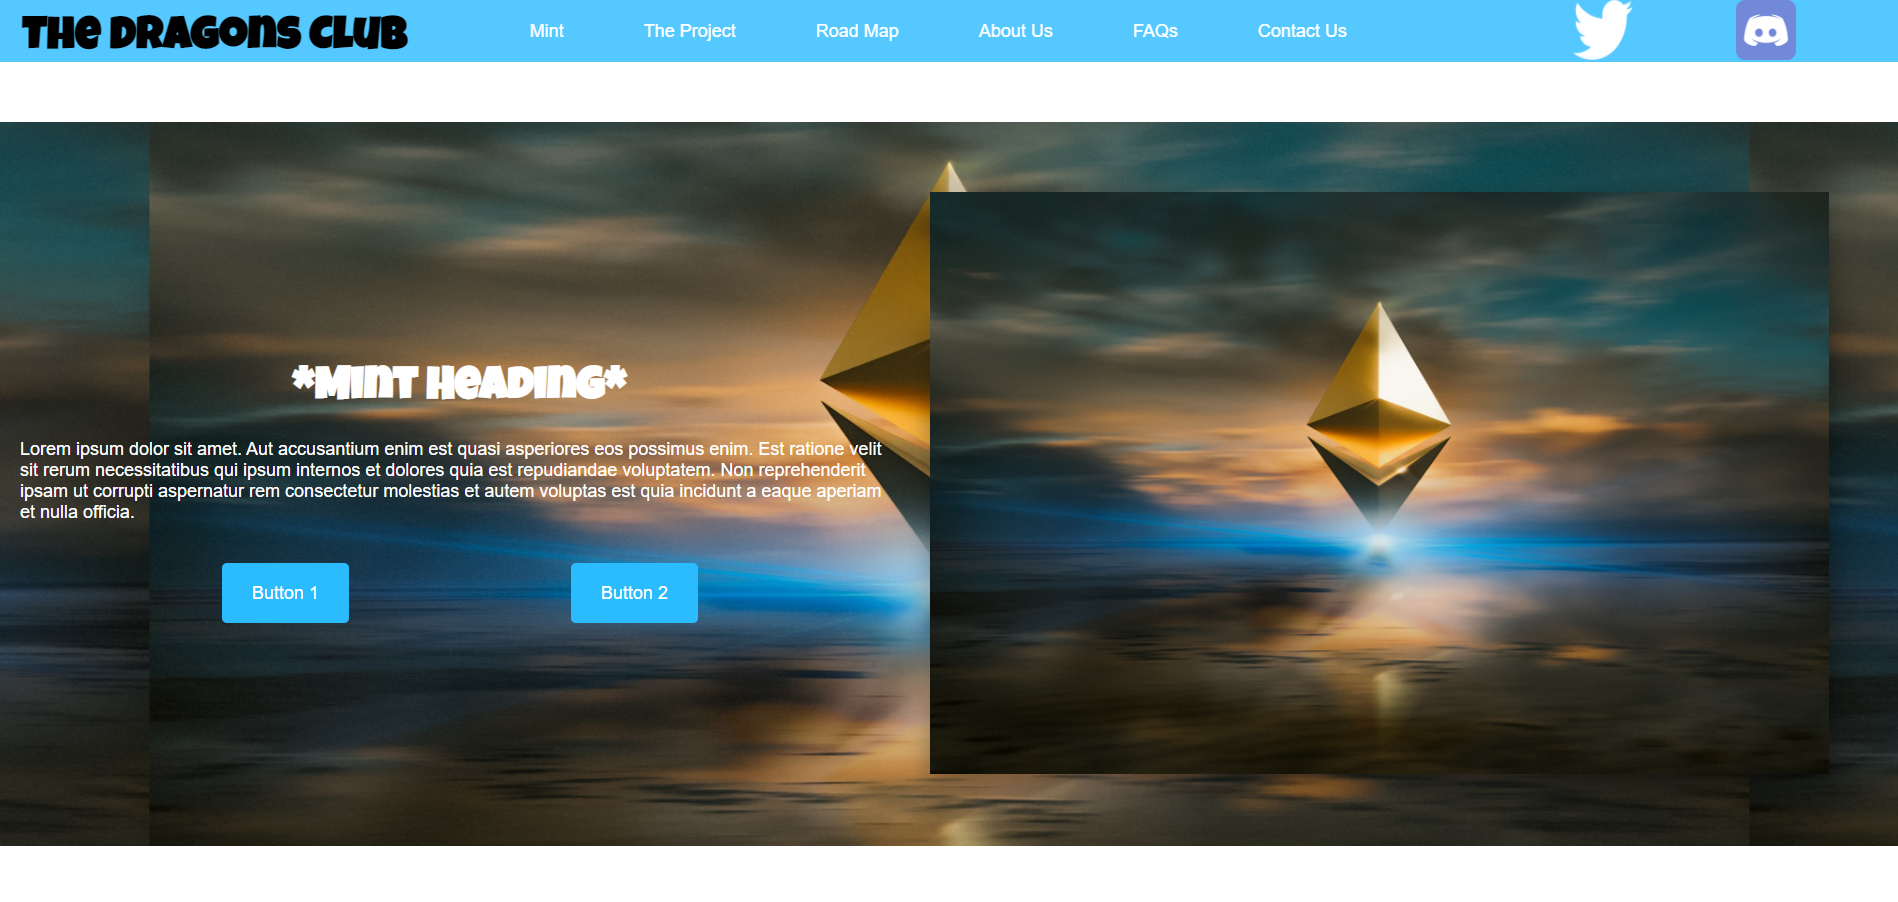 THE DRAGONS CLUB
Mint
The Project
Road Map
About Us
FAQs
Contact Us
*MINT HEADING*
Lorem ipsum dolor sit amet. Aut accusantium enim est quasi asperiores eos possimus enim. Est ratione velit
sit rerum necessitatibus qui ipsum internos et dolores quia est repudiandae voluptatem. Non reprehenderit
ipsam ut corrupti aspernatur rem consectetur molestias et autem voluptas est quia incidunt a eaque aperiam
et nulla officia.
Button 1
Button 2